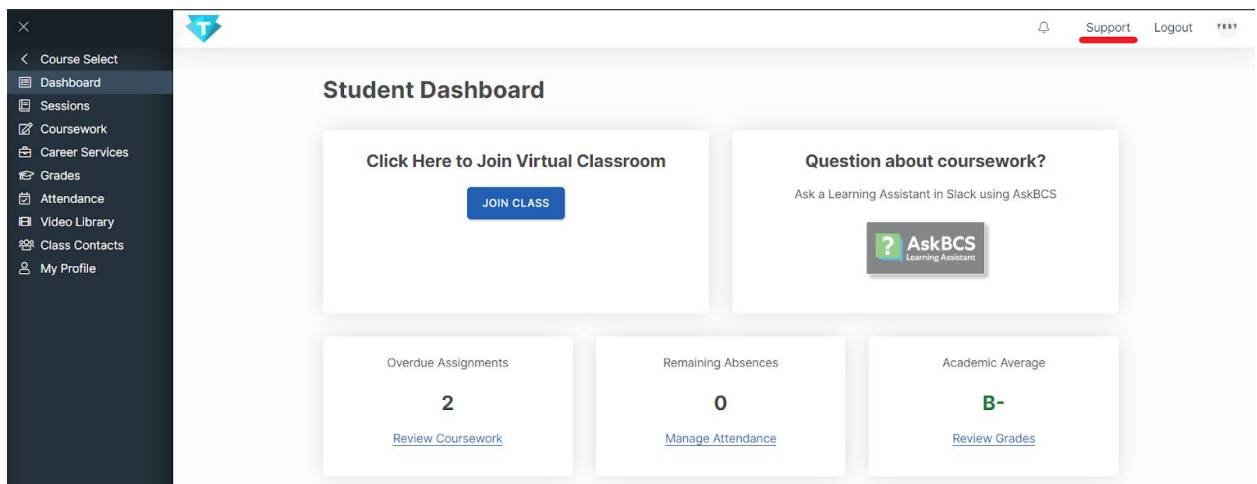 Support
Logout
TEST
Course Select
Dashboard
Sessions
Coursework
Career Services
Grades
Attendance
Video Library
Class Contacts
My Profile
T
Student Dashboard
Click Here to Join Virtual Classroom
JOIN CLASS
Question about coursework?
Ask a Learning Assistant in Slack using AskBCS
? AskBCS
Learning Assistant
Overdue Assignments
2
Review Coursework
Remaining Absences
0
Manage Attendance
Academic Average
B-
Review Grades